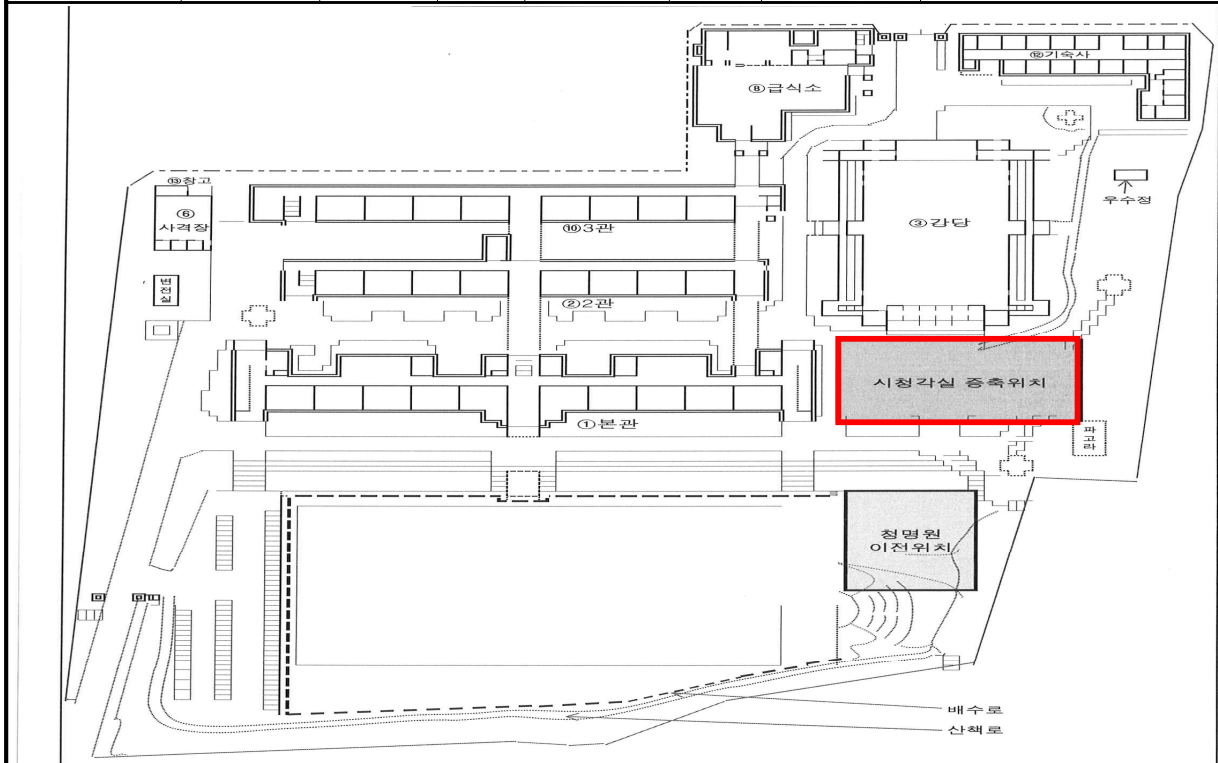 ⑫기숙사
⑧급식소
⑬창고
⑥
사격장
우수정
③강당
⑩3관
변전실
②2관
시청각실 증축위치
①본관
파고라
청명원
이전위치
배수로
산책로